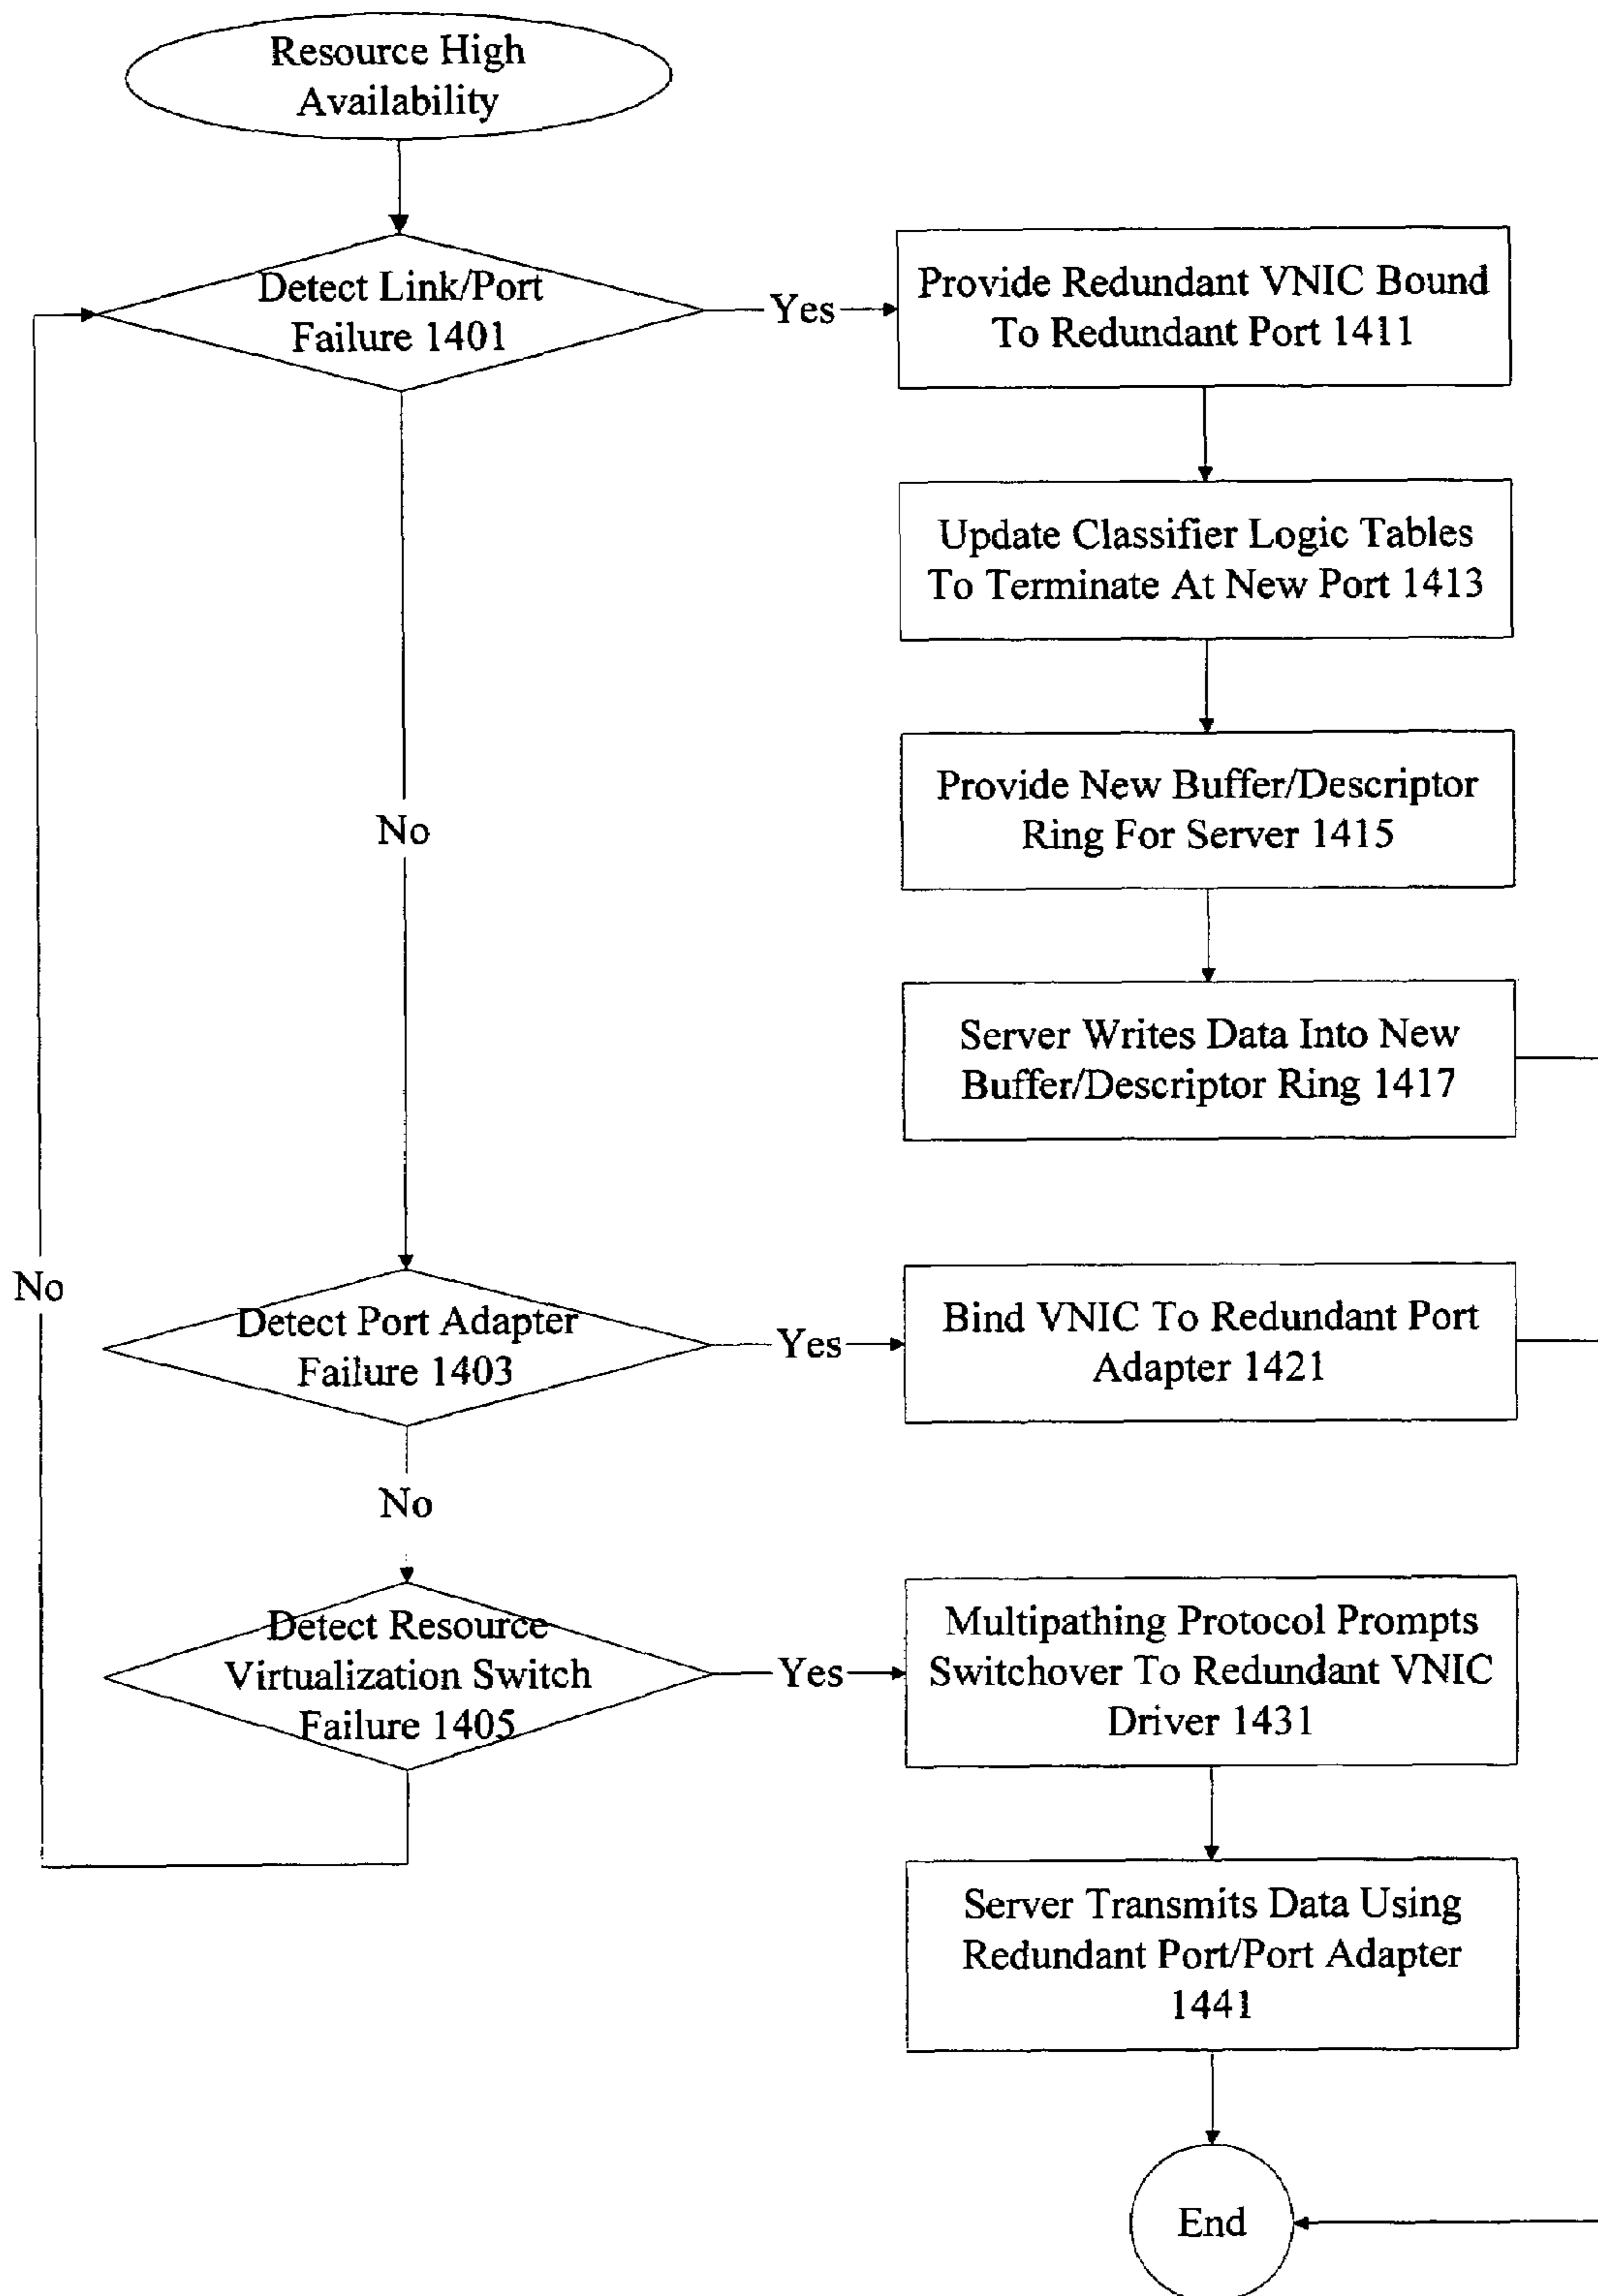 Resource High
Availability
Detect Link/Port
Failure 1401
Yes
Provide Redundant VNIC Bound
To Redundant Port 1411
Update Classifier Logic Tables
To Terminate At New Port 1413
No
Provide New Buffer/Descriptor
Ring For Server 1415
Server Writes Data Into New
Buffer/Descriptor Ring 1417
No
Detect Port Adapter
Failure 1403
Yes
Bind VNIC To Redundant Port
Adapter 1421
No
Detect Resource
Virtualization Switch
Failure 1405
Yes
Multipathing Protocol Prompts
Switchover To Redundant VNIC
Driver 1431
Server Transmits Data Using
Redundant Port/Port Adapter
1441
End